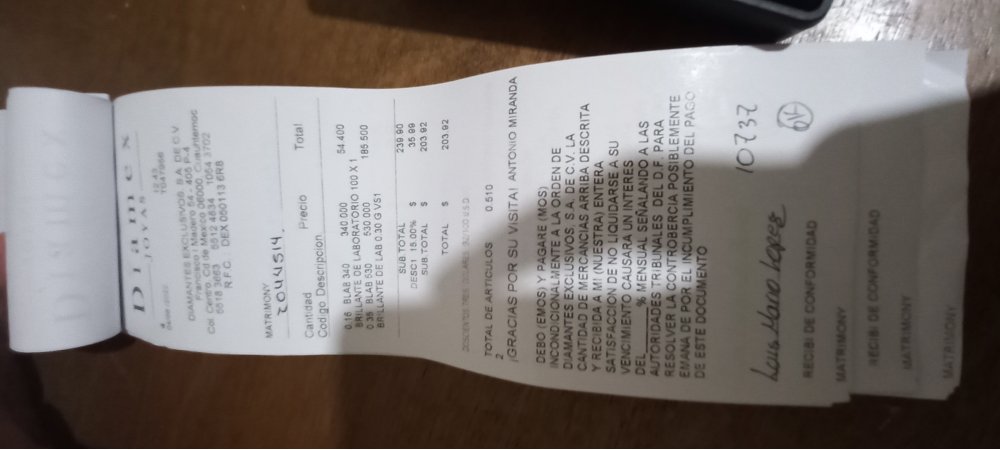 Diamex
JOYAS
DIAMANTES EXCLUSIVOS, S.A. DE C.V.
Francisco I. Madero 54 - 405 P-4
Col. Centro, Cd de Mexico 06000, Cuauhtemoc
5518 3663 5512 4834 1054 3702
R.F.C. DEX 060113 6R8
MATRIMONY
2044514.
Cantidad Precio Total
Codigo Descripcion
0.16 BLAB 340 340.000 54.400
BRILLANTE DE LABORATORIO 100 X 1
0.35 BLAB 530 530.000 185.500
BRILLANTE DE LAB 0.30 G VS1
SUB TOTAL 239.90
DESC1 15.00% $ 35.99
SUB.TOTAL $ 203.92
TOTAL $ 203.92
TOTAL DE ARTICULOS 0.510
2
¡GRACIAS POR SU VISITA! ANTONIO MIRANDA
DEBO (EMOS) Y PAGARE (MOS)
INCONDICIONALMENTE A LA ORDEN DE
DIAMANTES EXCLUSIVOS, S.A. DE C.V. LA
CANTIDAD DE MERCANCIAS ARRIBA DESCRITA
Y RECIBIDA A MI (NUESTRA) ENTERA
SATISFACCION DE NO LIQUIDARSE A SU
VENCIMIENTO CAUSARA UN INTERES
DEL ____% MENSUAL SEÑALANDO A LAS
AUTORIDADES TRIBUNALES DEL D.F. PARA
RESOLVER LA CONTROBERCIA POSIBLEMENTE
EMANA DE POR EL INCUMPLIMIENTO DEL PAGO
DE ESTE DOCUMENTO
10737
RECIBI DE CONFORMIDAD
MATRIMONY
RECIBI DE CONFORMIDAD
MATRIMONY
MATRIMONY